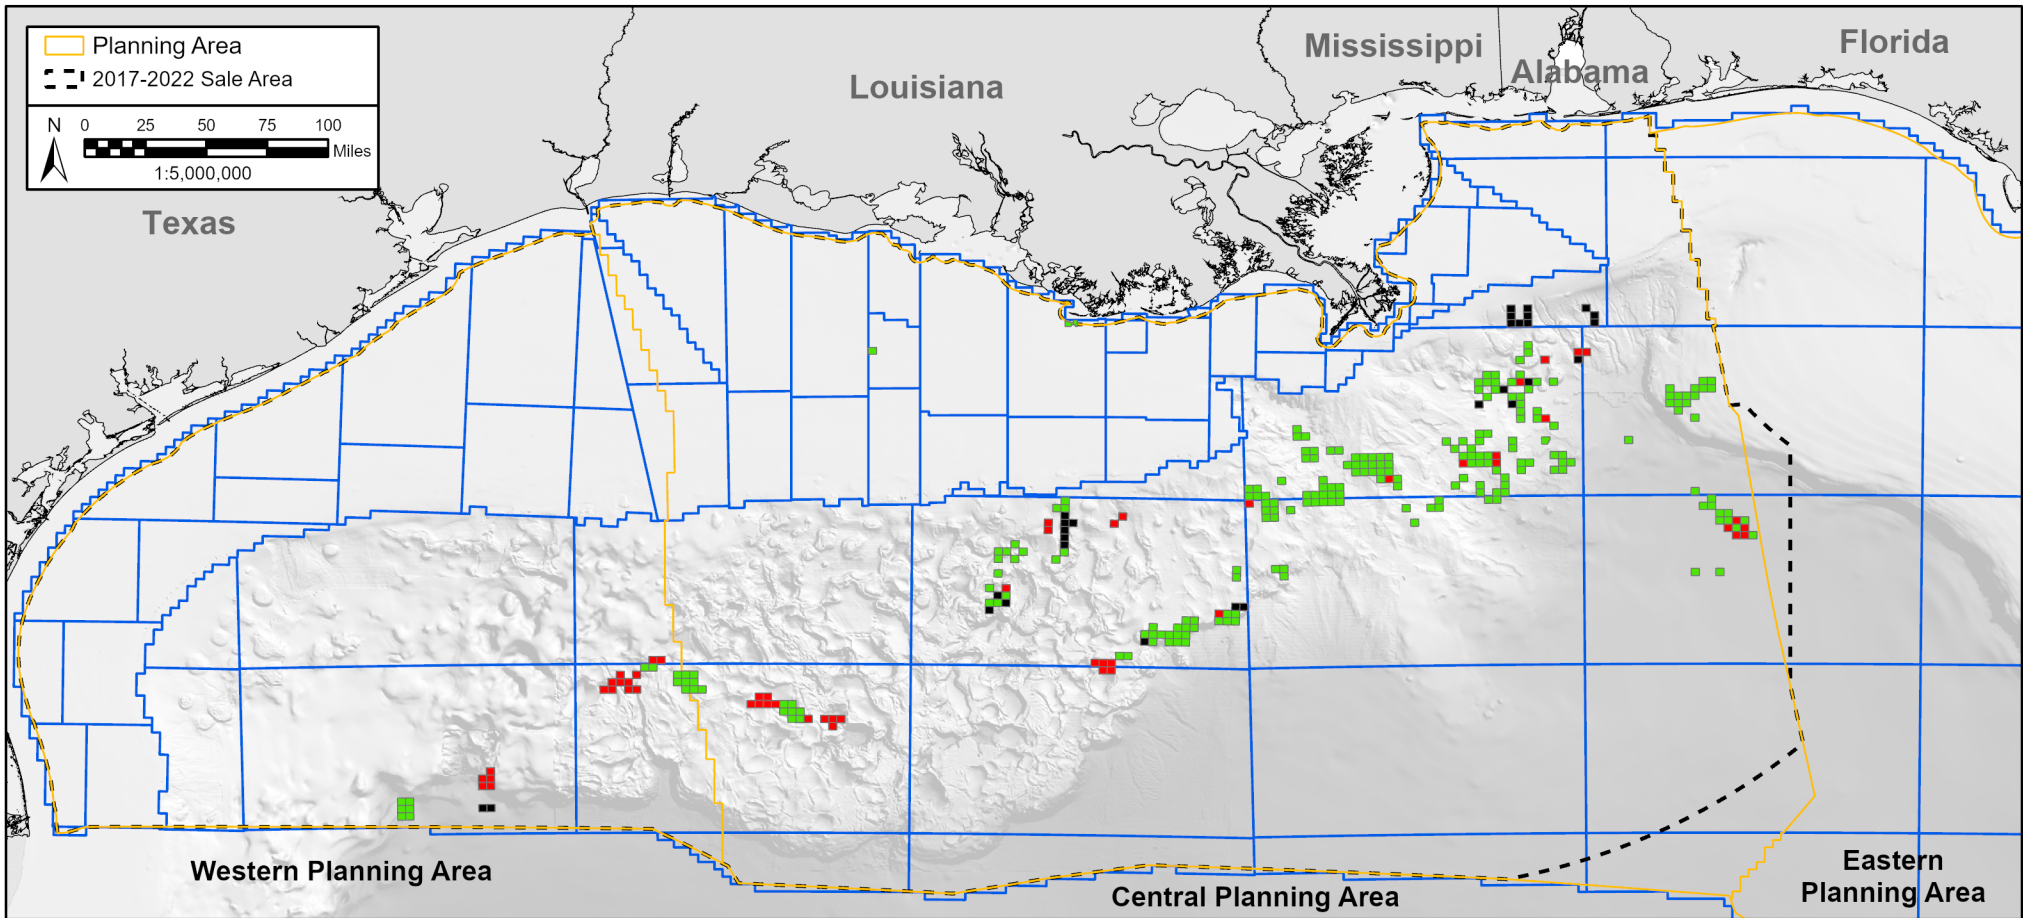 Planning Area
2017-2022 Sale Area
N
0 25 50 75 100
Miles
1:5,000,000
Texas
Louisiana
Mississippi
Alabama
Florida
Western Planning Area
Central Planning Area
Eastern
Planning Area